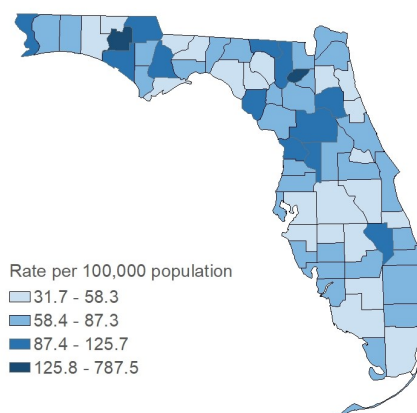 Rate per 100,000 population
31.7 - 58.3
58.4 - 87.3
87.4 - 125.7
125.8 - 787.5